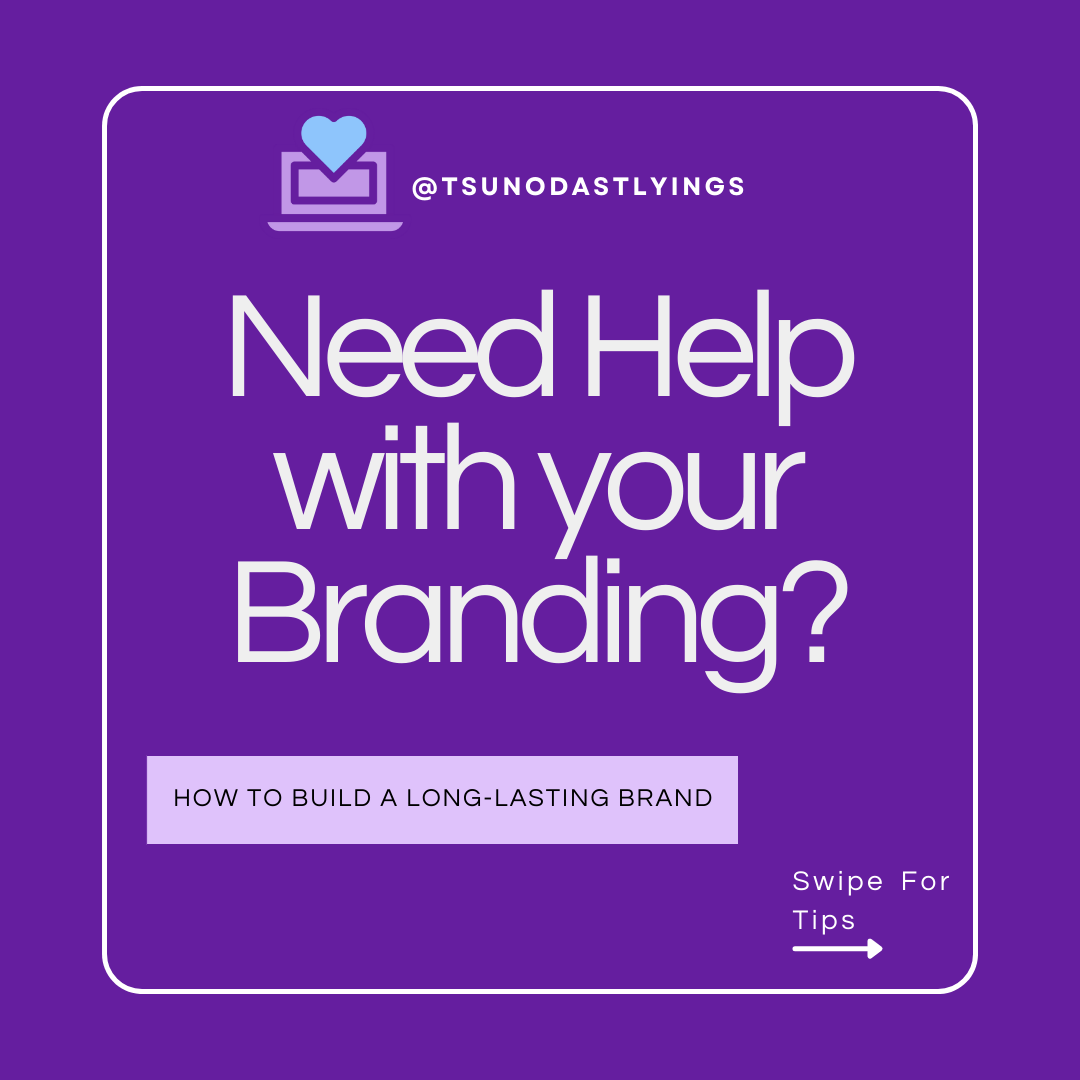 @TSUNODASTLYINGS
Need Help
with your
Branding?
HOW TO BUILD A LONG-LASTING BRAND
Swipe For
Tips